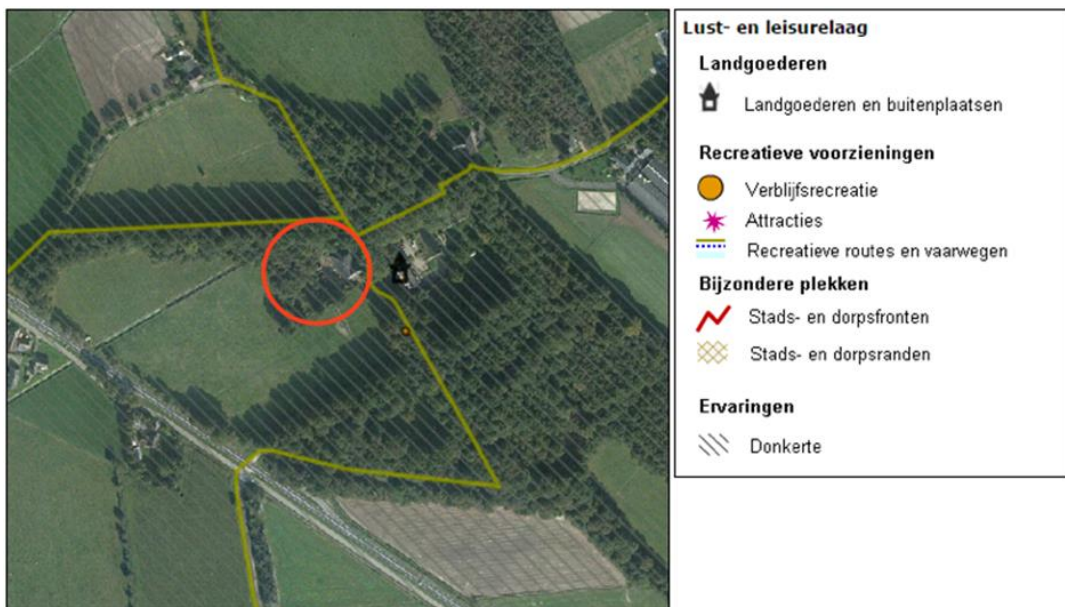 Lust- en leisurelaag
Landgoederen
Landgoederen en buitenplaatsen
Recreatieve voorzieningen
Verblijfsrecreatie
Attracties
Recreatieve routes en vaarwegen
Bijzondere plekken
Stads- en dorpsfronten
Stads- en dorpsranden
Ervaringen
Donkerte